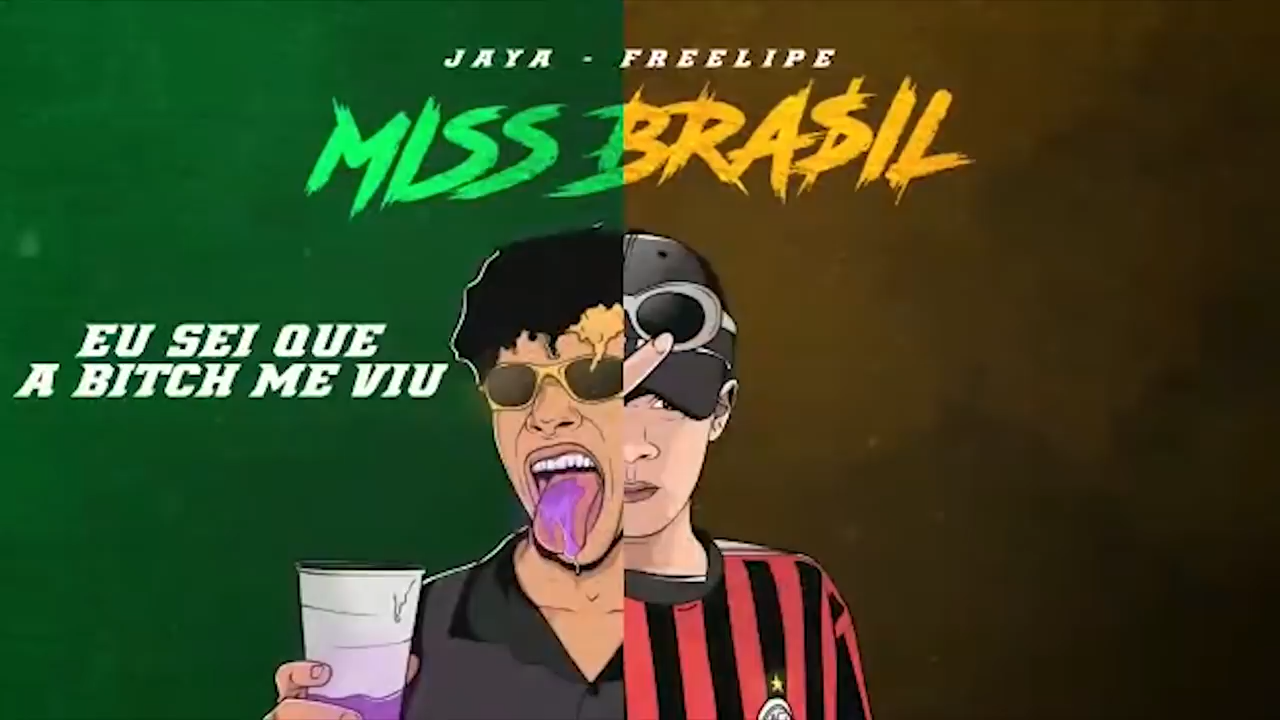 JAYA - FREELIPE
MISS BRA$IL
EU SEI QUE
A BITCH ME VIU